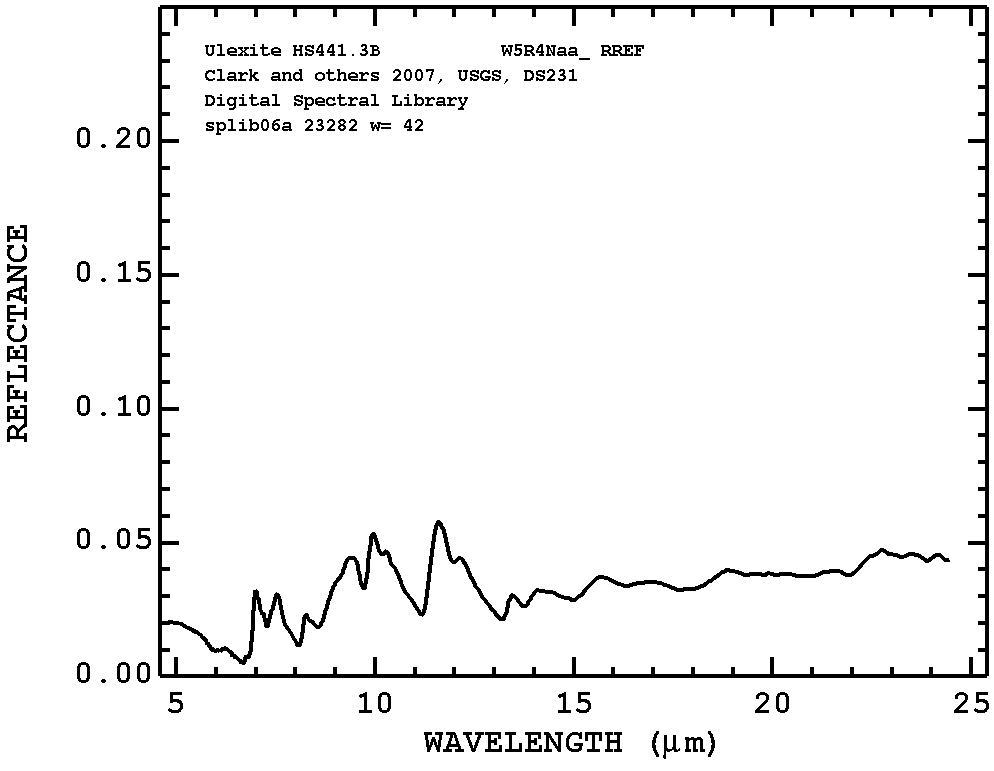 Ulexite HS441.3B W5R4Naa_ RREF
Clark and others 2007, USGS, DS231
Digital Spectral Library
splib06a 23282 w= 42
0.20
0.15
0.10
0.05
0.00
REFLECTANCE
5 10 15 20 25
WAVELENGTH (μm)